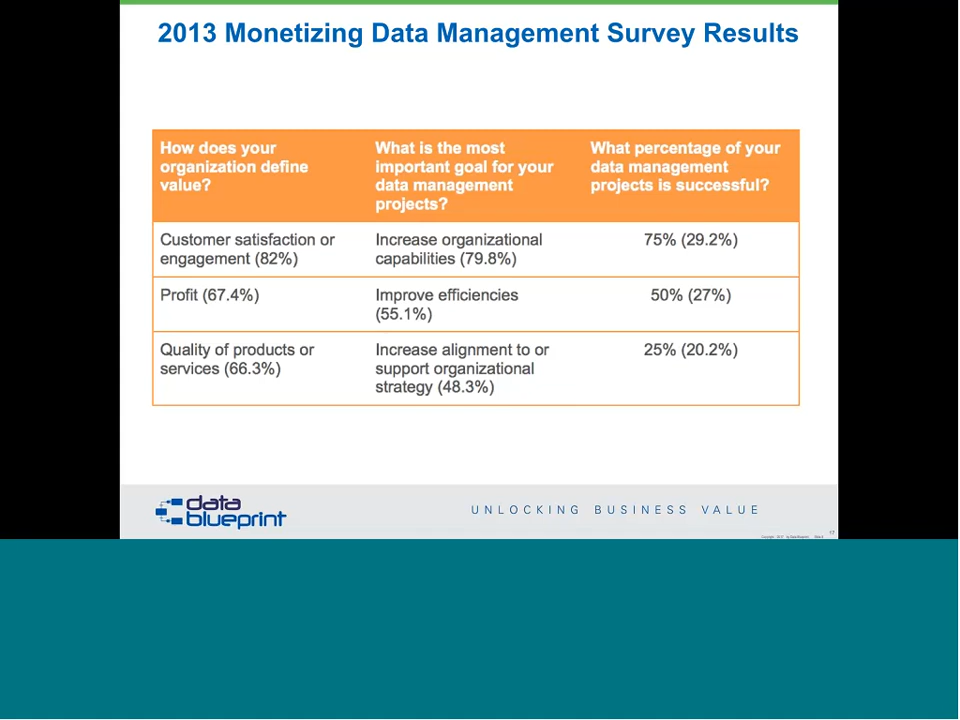 2013 Monetizing Data Management Survey Results
How does your
organization define
value?
What is the most
important goal for your
data management
projects?
What percentage of your
data management
projects is successful?
Customer satisfaction or
engagement (82%)
Increase organizational
capabilities (79.8%)
75% (29.2%)
Profit (67.4%)
Improve efficiencies
(55.1%)
50% (27%)
Quality of products or
services (66.3%)
Increase alignment to or
support organizational
strategy (48.3%)
25% (20.2%)
data
blueprint
UNLOCKING BUSINESS VALUE
17